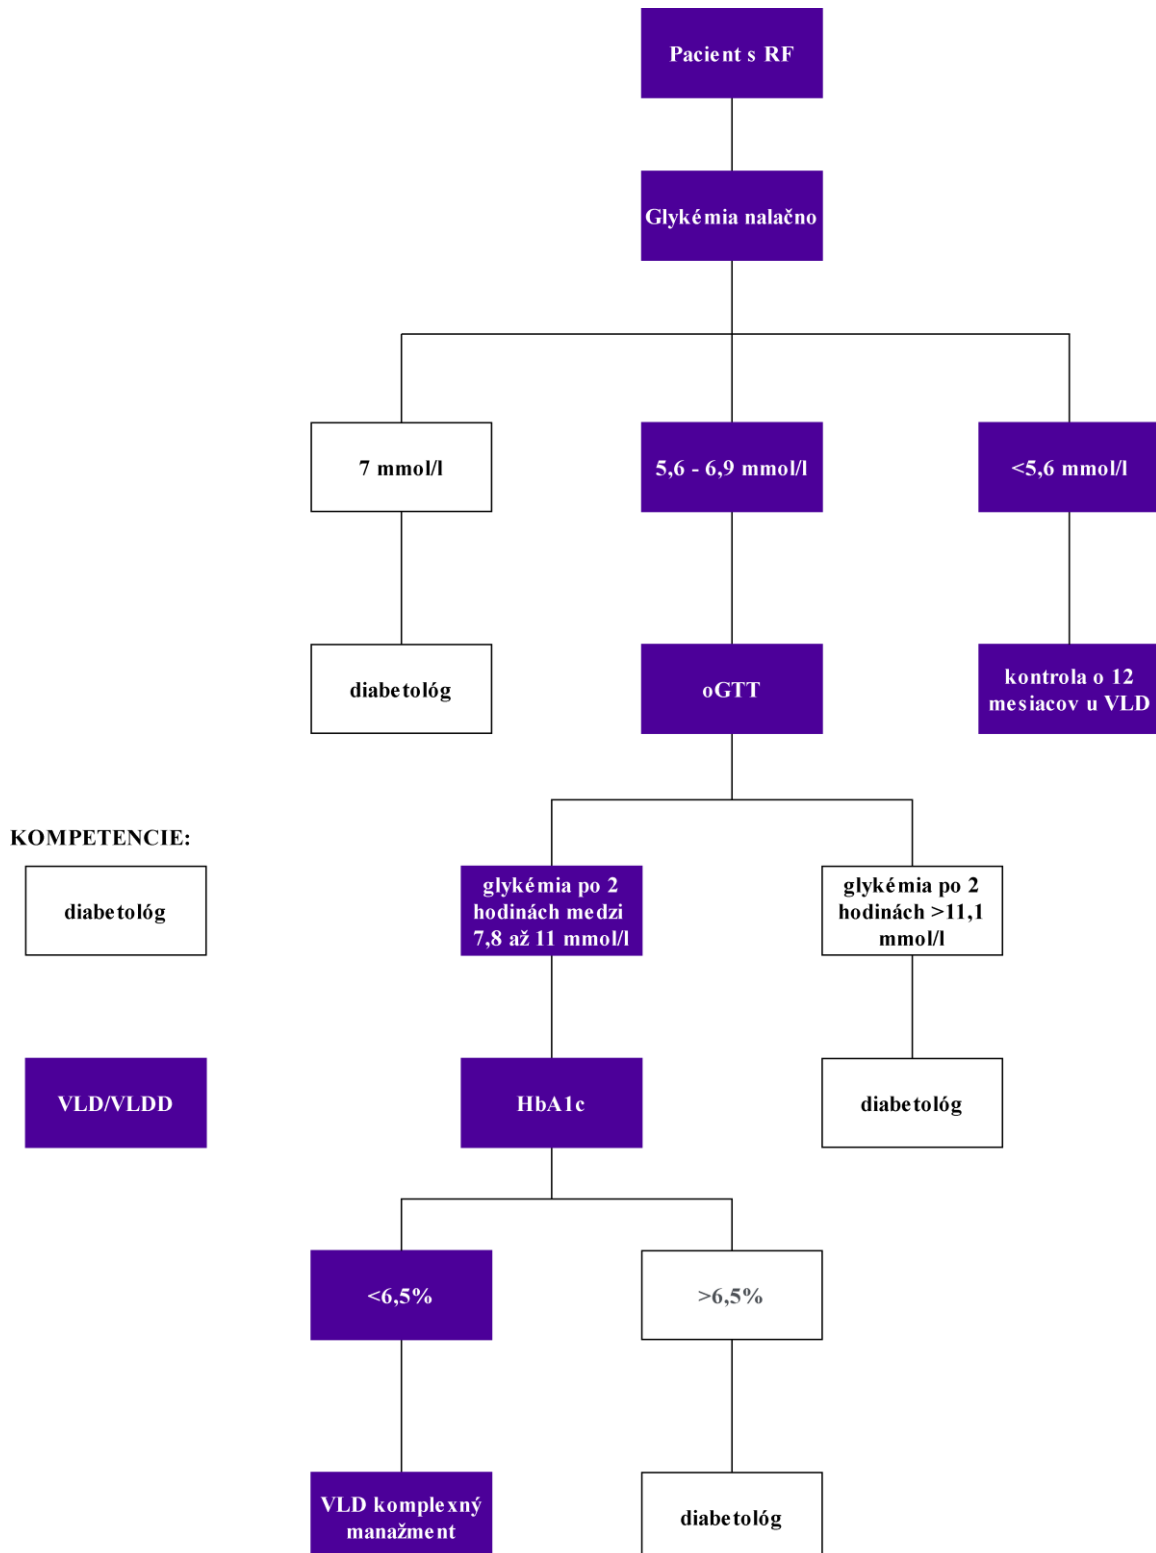 Pacient s RF
Glykémia nalačno
7 mmol/l
5,6 - 6,9 mmol/l
<5,6 mmol/l
diabetológ
oGTT
kontrola o 12
mesiacov u VLD
KOMPETENCIE:
diabetológ
glykémia po 2
hodinách medzi
7,8 až 11 mmol/l
glykémia po 2
hodinách >11,1
mmol/l
VLD/VLDD
HbA1c
diabetológ
<6,5%
>6,5%
VLD komplexný
manažment
diabetológ